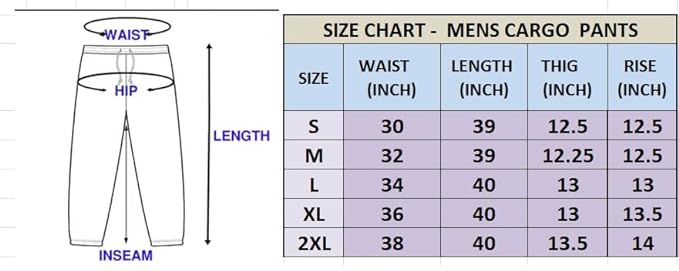 WAIST
HIP
LENGTH
INSEAM
SIZE CHART - MENS CARGO PANTS
SIZE WAIST (INCH) LENGTH (INCH) THIG (INCH) RISE (INCH)
S 30 39 12.5 12.5
M 32 39 12.25 12.5
L 34 40 13 13
XL 36 40 13 13.5
2XL 38 40 13.5 14